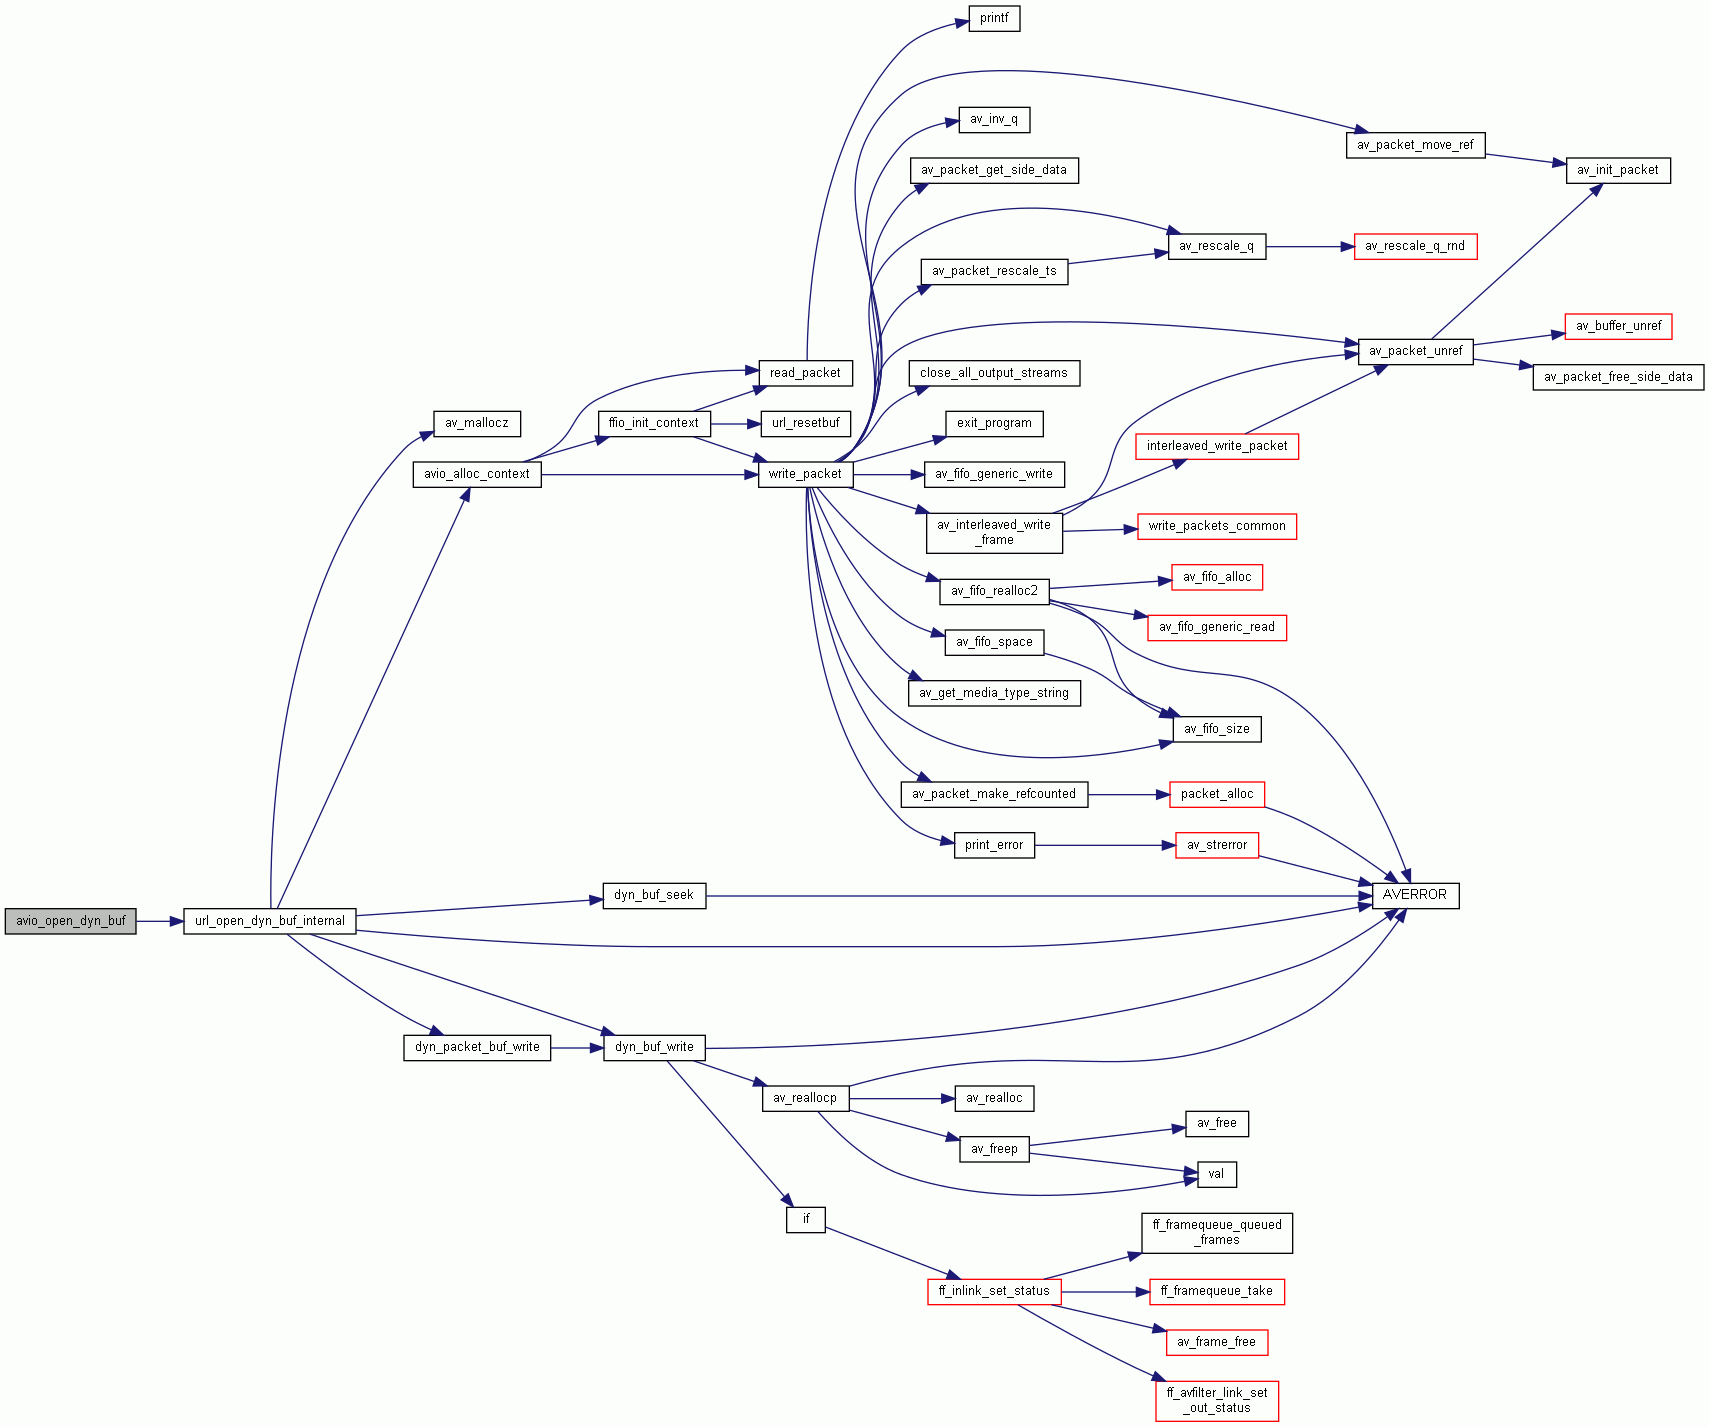 printf
av_inv_q
av_packet_move_ref
av_packet_get_side_data
av_init_packet
av_rescale_q
av_rescale_q_rnd
av_packet_rescale_ts
av_buffer_unref
av_packet_unref
read_packet
close_all_output_streams
av_packet_free_side_data
av_mallocz
ffio_init_context
url_resetbuf
exit_program
interleaved_write_packet
avio_alloc_context
write_packet
av_fifo_generic_write
av_interleaved_write
_frame
write_packets_common
av_fifo_alloc
av_fifo_realloc2
av_fifo_generic_read
av_fifo_space
av_get_media_type_string
av_fifo_size
av_packet_make_refcounted
packet_alloc
print_error
av_strerror
dyn_buf_seek
AVERROR
avio_open_dyn_buf
url_open_dyn_buf_internal
dyn_packet_buf_write
dyn_buf_write
av_reallocp
av_realloc
av_free
av_freep
val
if
ff_framequeue_queued
_frames
ff_inlink_set_status
ff_framequeue_take
av_frame_free
ff_avfilter_link_set
_out_status